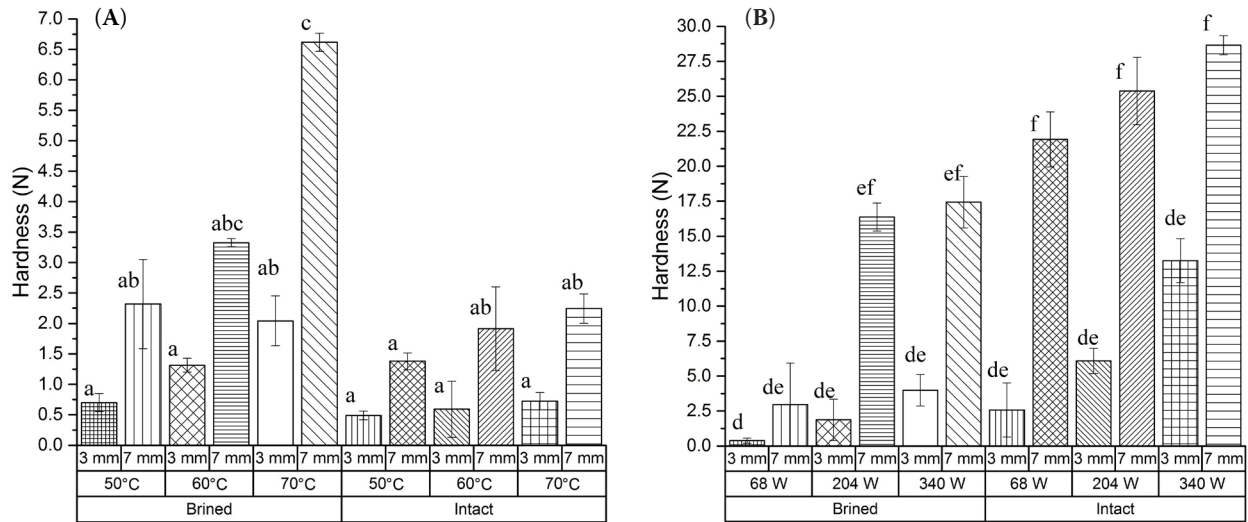 (A)
Hardness (N)
7.0
6.5
6.0
5.5
5.0
4.5
4.0
3.5
3.0
2.5
2.0
1.5
1.0
0.5
0.0
a ab a abc ab c a a a ab a ab
3 mm 7 mm 3 mm 7 mm 3 mm 7 mm 3 mm 7 mm 3 mm 7 mm 3 mm 7 mm
50°C 60°C 70°C 50°C 60°C 70°C
Brined Intact
(B)
Hardness (N)
30.0
27.5
25.0
22.5
20.0
17.5
15.0
12.5
10.0
7.5
5.0
2.5
0.0
d de de ef de ef de f de f de f
3 mm 7 mm 3 mm 7 mm 3 mm 7 mm 3 mm 7 mm 3 mm 7 mm 3 mm 7 mm
68 W 204 W 340 W 68 W 204 W 340 W
Brined Intact